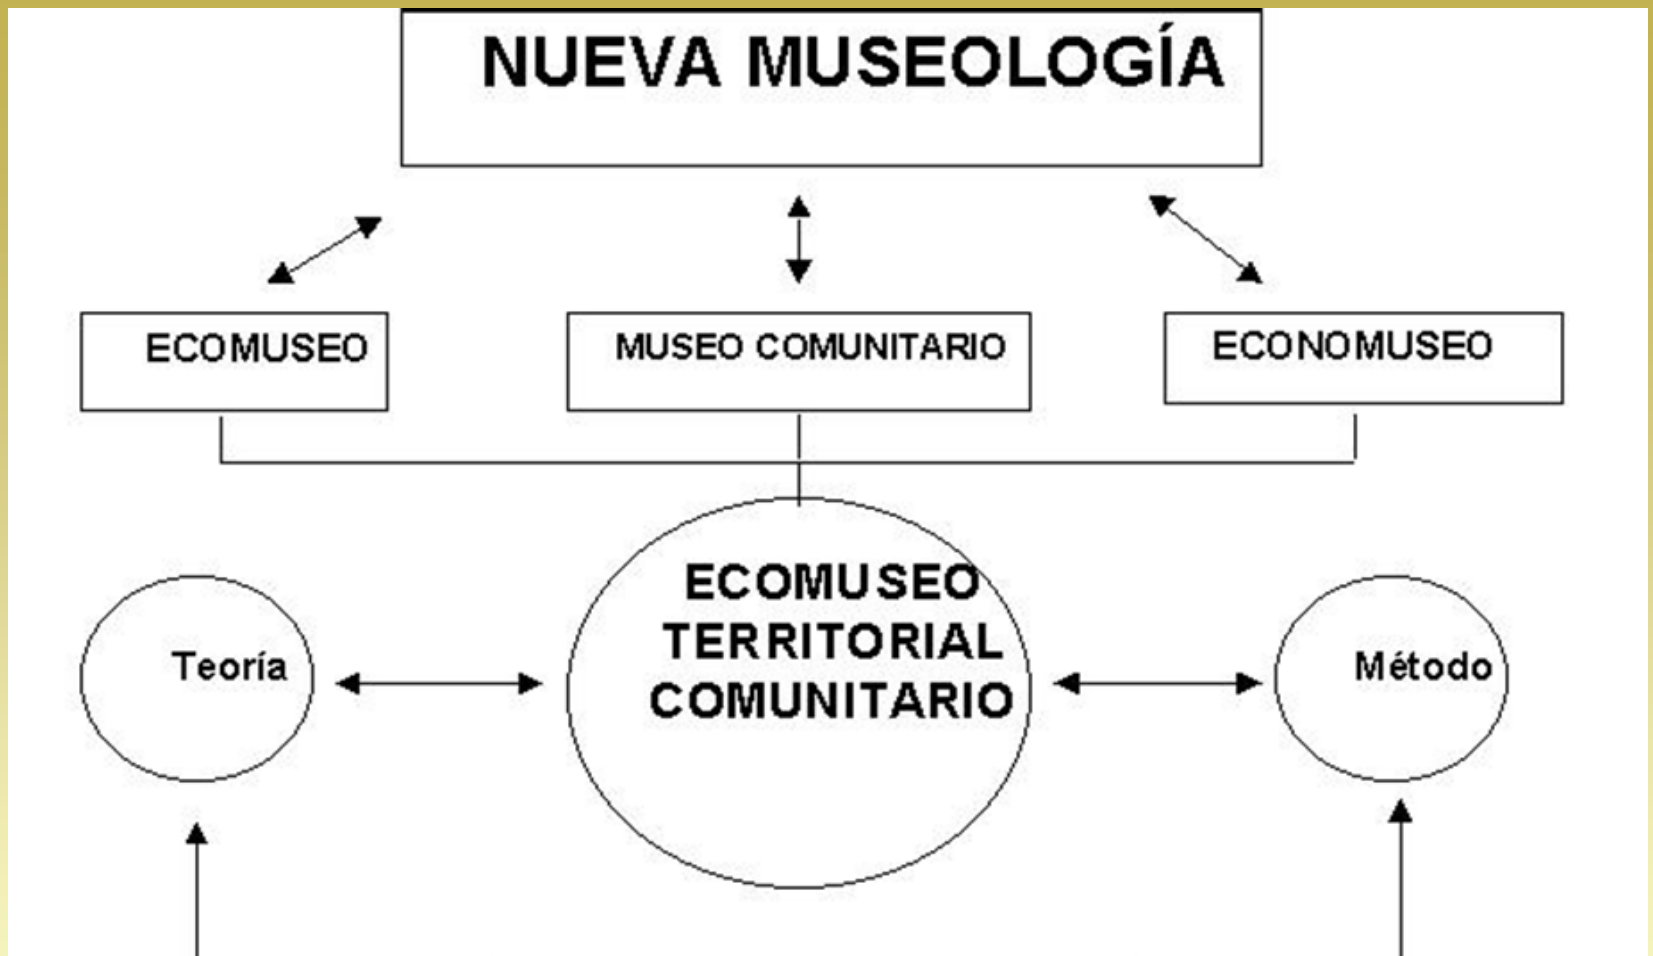 NUEVA MUSEOLOGÍA
ECOMUSEO
MUSEO COMUNITARIO
ECONOMUSEO
ECOMUSEO
TERRITORIAL
COMUNITARIO
Teoría
Método